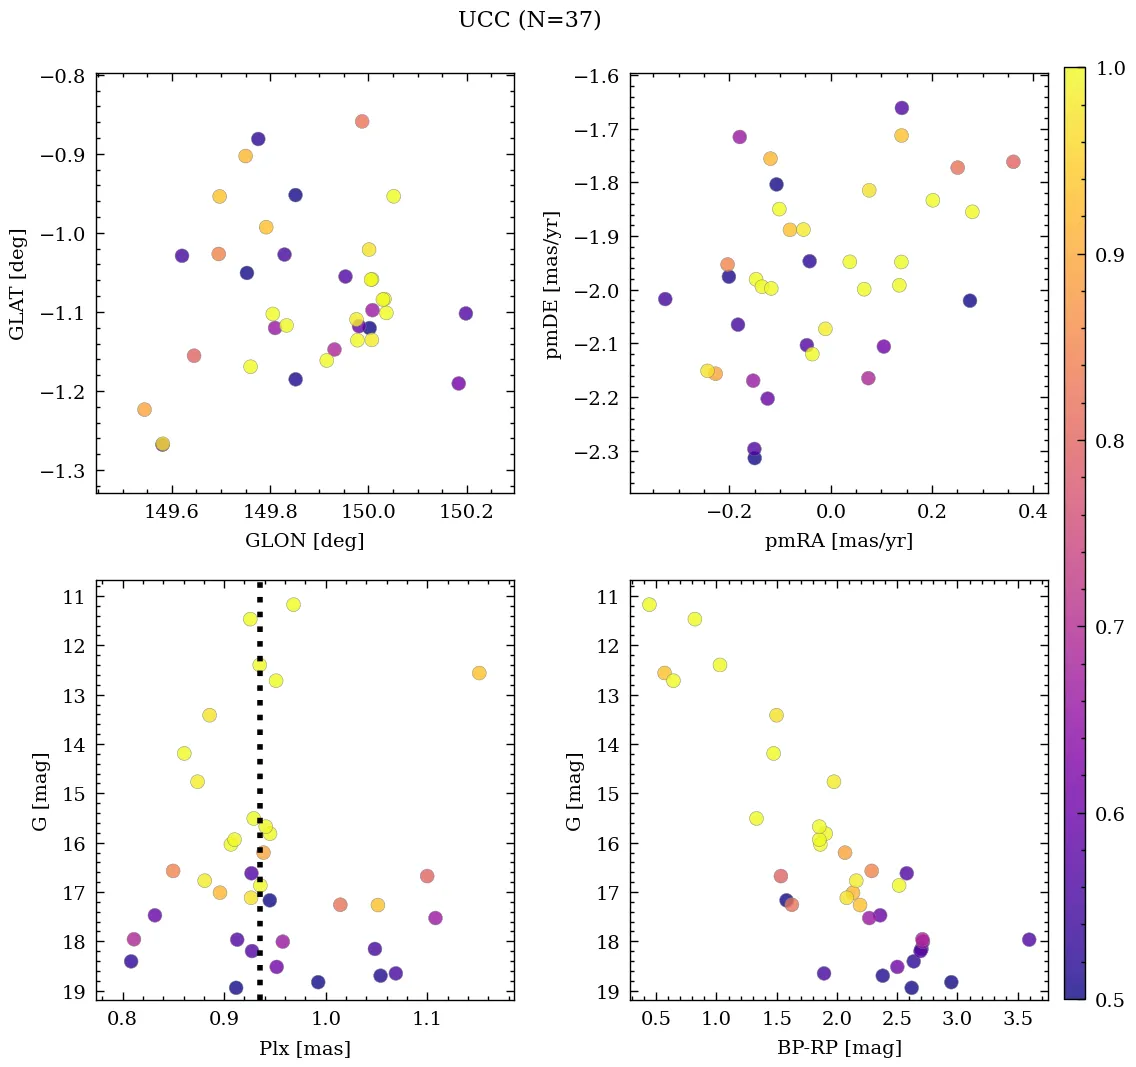 UCC (N=37)
−0.8
−0.9
−1.0
−1.1
−1.2
−1.3
GLAT [deg]
149.6 149.8 150.0 150.2
GLON [deg]
−1.6
−1.7
−1.8
−1.9
−2.0
−2.1
−2.2
−2.3
pmDE [mas/yr]
−0.2 0.0 0.2 0.4
pmRA [mas/yr]
11
12
13
14
15
16
17
18
19
G [mag]
0.8 0.9 1.0 1.1
Plx [mas]
11
12
13
14
15
16
17
18
19
G [mag]
0.5 1.0 1.5 2.0 2.5 3.0 3.5
BP-RP [mag]
1.0
0.9
0.8
0.7
0.6
0.5